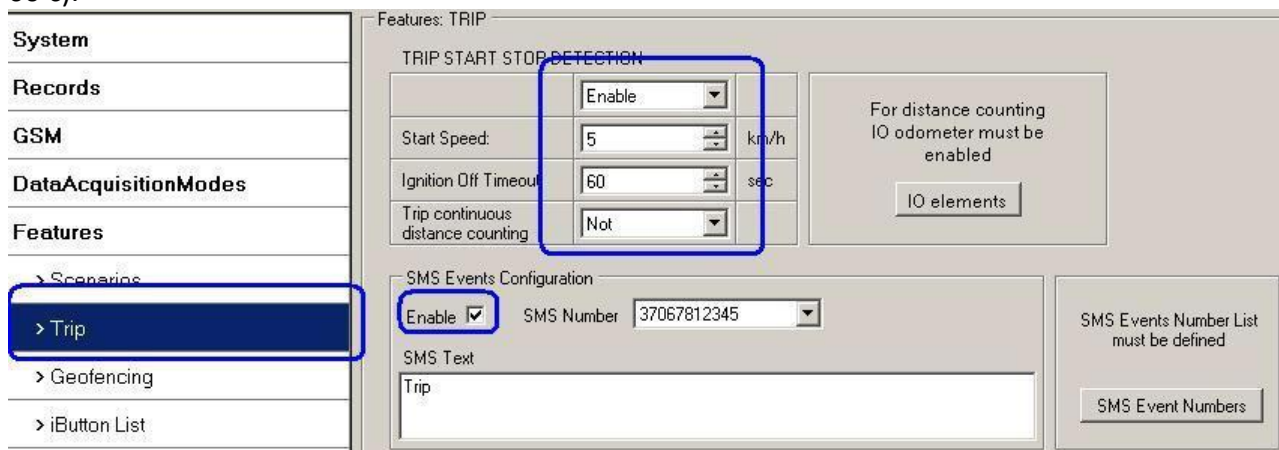 System
Records
GSM
DataAcquisitionModes
Features
> Scenarios
> Trip
> Geofencing
> iButton List
Features: TRIP
TRIP START STOP DETECTION
Enable
Start Speed: 5 km/h
Ignition Off Timeout 60 sec
Trip continuous
distance counting Not
For distance counting
IO odometer must be
enabled
IO elements
SMS Events Configuration
Enable SMS Number 37067812345
SMS Text
Trip
SMS Events Number List
must be defined
SMS Event Numbers